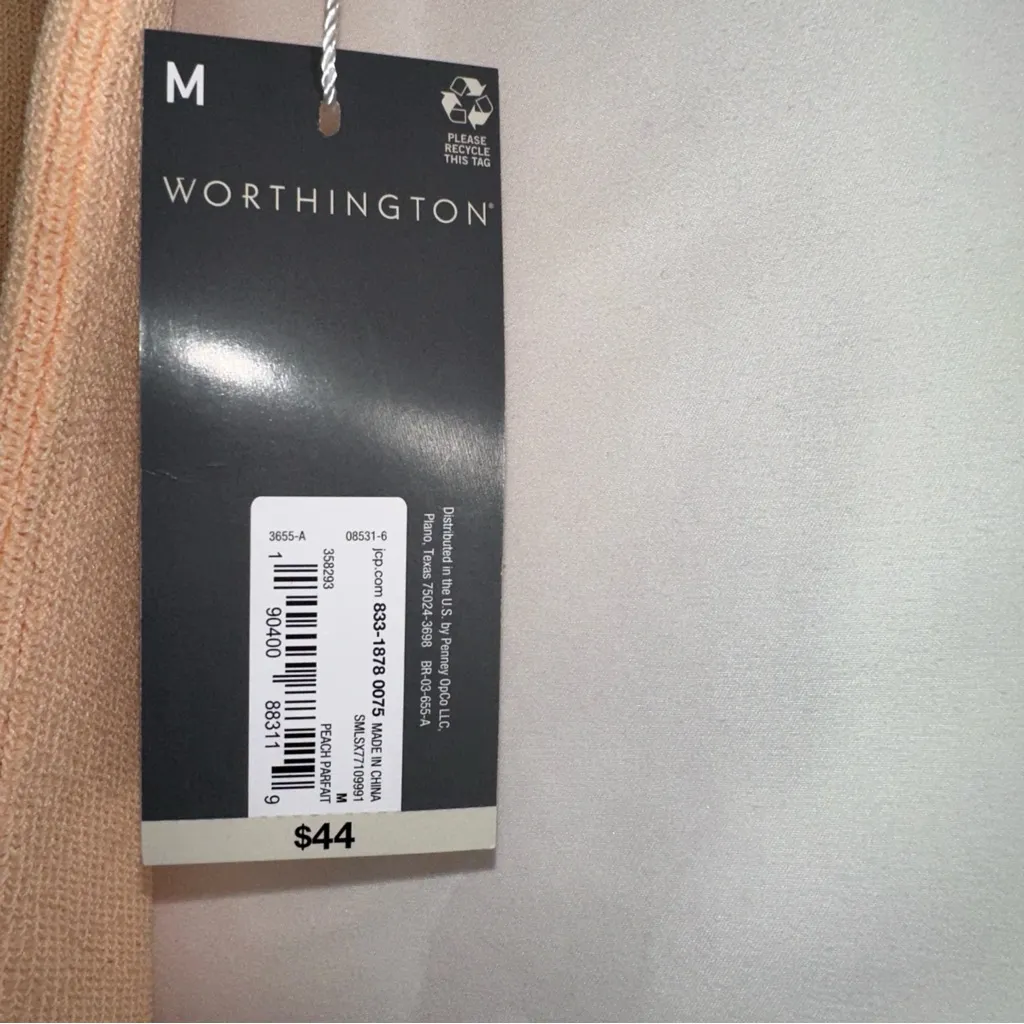 M
PLEASE
RECYCLE
THIS TAG
WORTHINGTON®
3655-A 08531-6
jcp.com 833-1878 0075 MADE IN CHINA
358293
SMLSX77109991
M
PEACH PARFAIT
1 90400 88311 9
Distributed in the U.S. by Penney OpCo LLC,
Plano, Texas 75024-3698 BR-03-655-A
$44